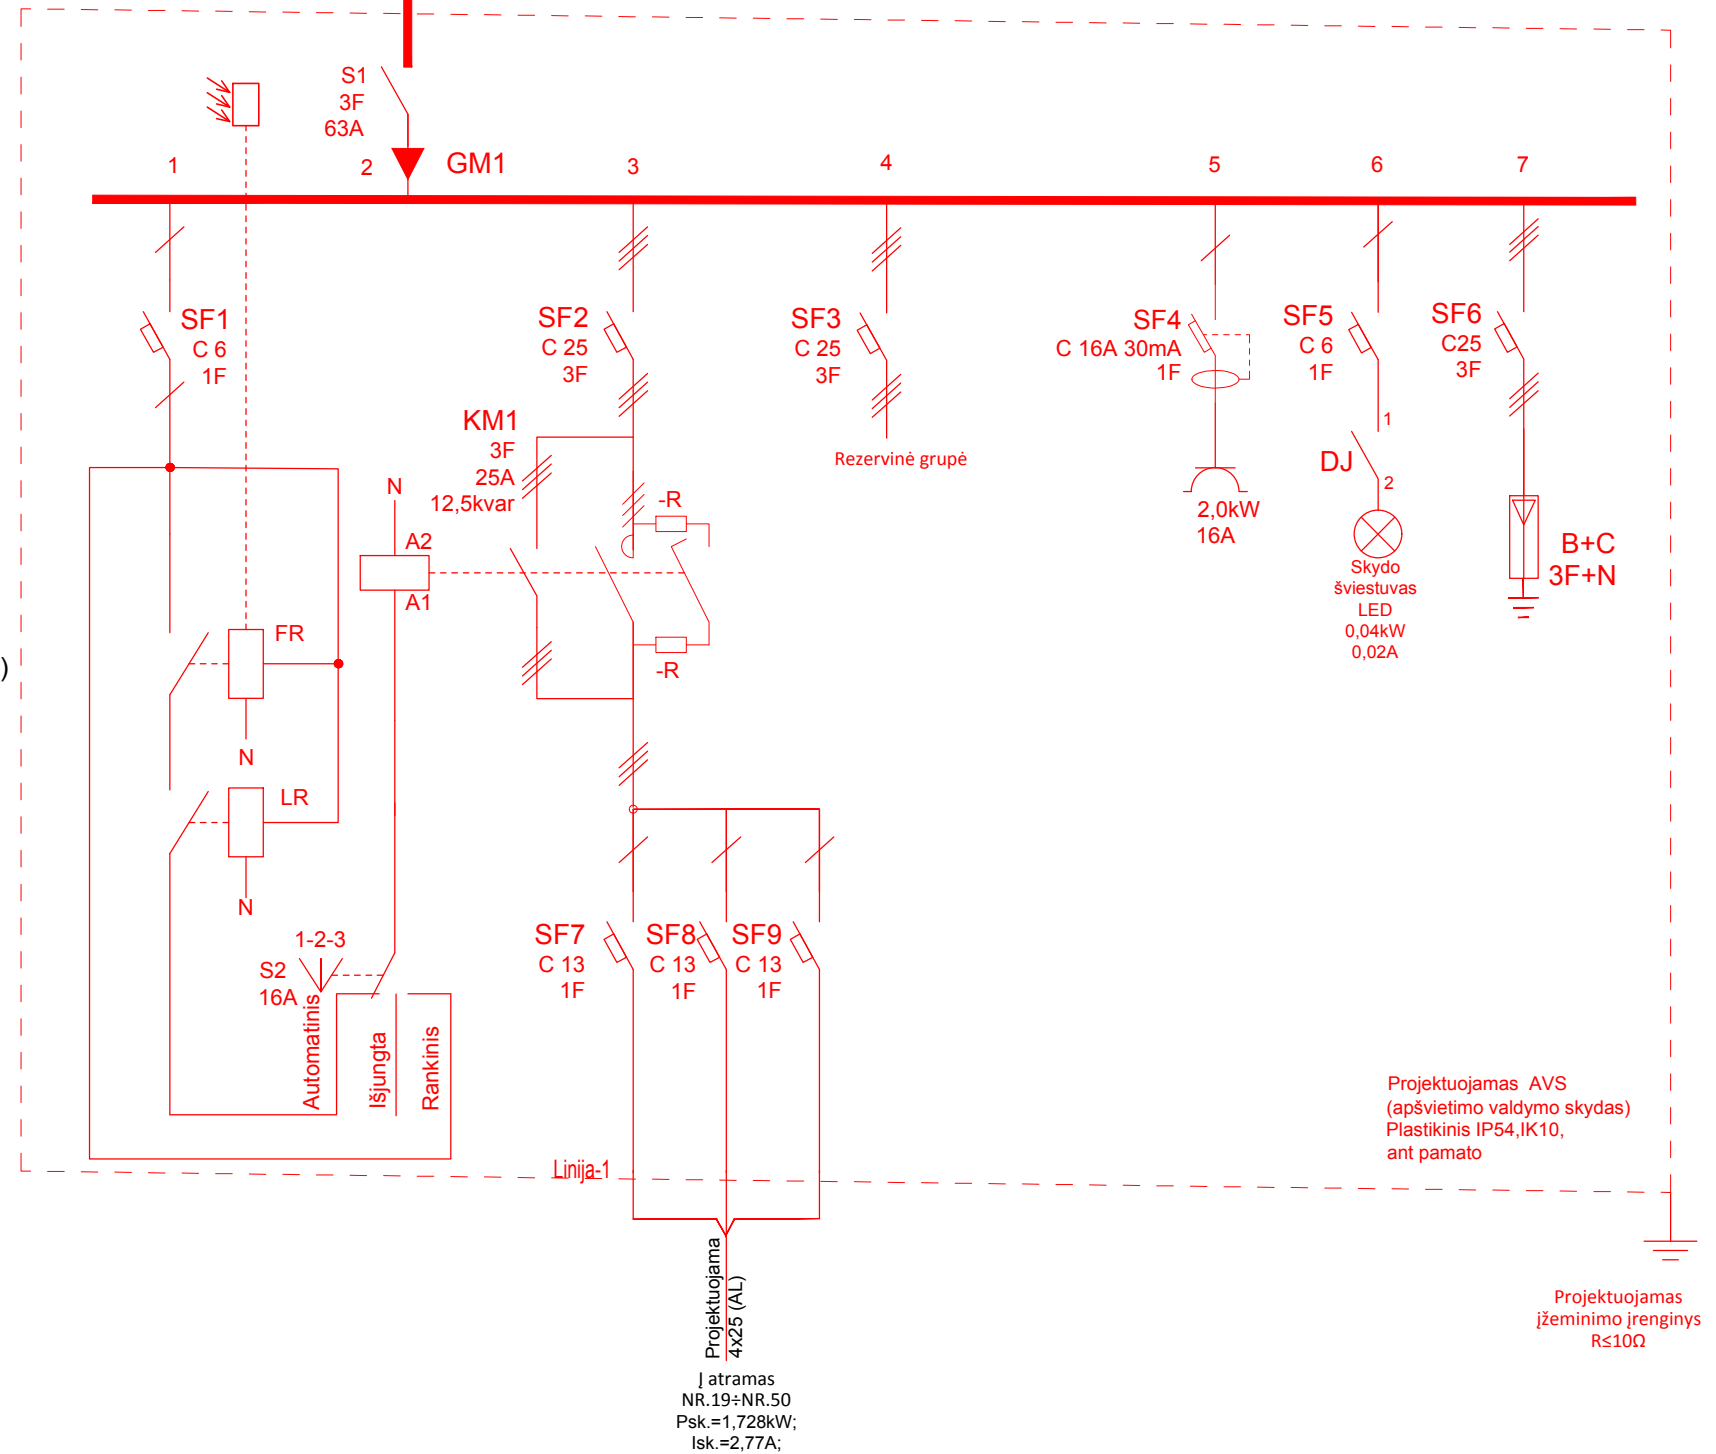 S1
3F
63A
GM1
1
2
3
4
5
6
7
SF1
C 6
1F
SF2
C 25
3F
SF3
C 25
3F
Rezervinė grupė
SF4
C 16A 30mA
1F
2,0kW
16A
SF5
C 6
1F
1
DJ
2
Skydo
šviestuvas
LED
0,04kW
0,02A
SF6
C25
3F
B+C
3F+N
KM1
3F
25A
12,5kvar
-R
-R
N
A2
A1
FR
N
LR
N
)
1-2-3
S2
16A
Automatinis
Išjungta
Rankinis
SF7
C 13
1F
SF8
C 13
1F
SF9
C 13
1F
Linija-1
Projektuojamas AVS
(apšvietimo valdymo skydas)
Plastikinis IP54,IK10,
ant pamato
Projektuojama
4x25 (AL)
Į atramas
NR.19÷NR.50
Psk.=1,728kW;
Isk.=2,77A;
Projektuojamas
įžeminimo įrenginys
R≤10Ω